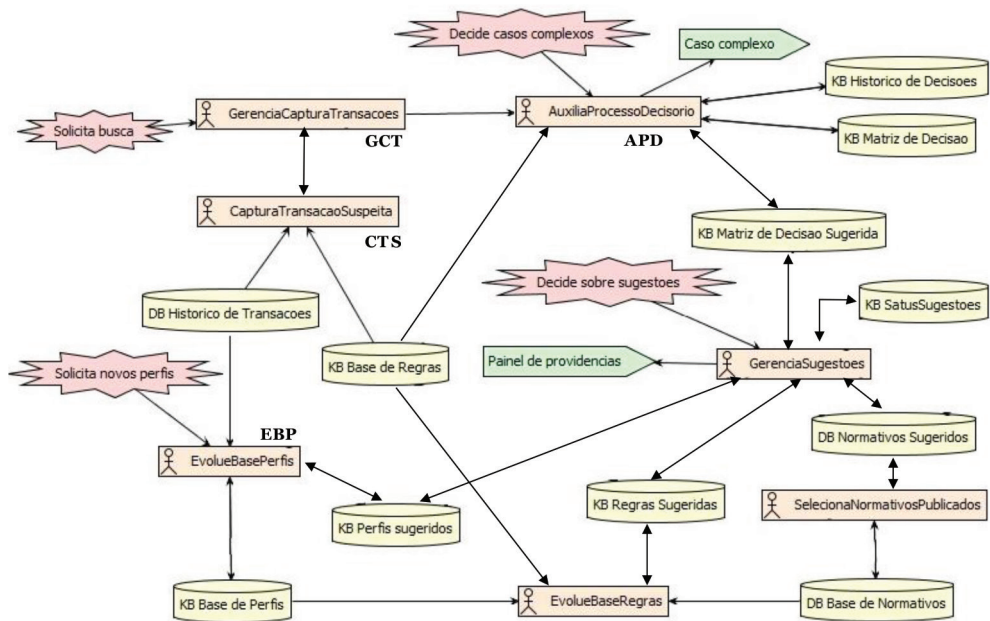 Decide casos complexos
Caso complexo
KB Historico de Decisoes
Solicita busca
GerenciaCapturaTransacoes
GCT
AuxiliaProcessoDecisorio
APD
KB Matriz de Decisao
CapturaTransacaoSuspeita
CTS
KB Matriz de Decisao Sugerida
Decide sobre sugestoes
KB SatusSugestoes
DB Historico de Transacoes
KB Base de Regras
Painel de providencias
GerenciaSugestoes
Solicita novos perfis
EBP
EvolueBasePerfis
DB Normativos Sugeridos
KB Perfis sugeridos
KB Regras Sugeridas
SelecionaNormativosPublicados
KB Base de Perfis
EvolueBaseRegras
DB Base de Normativos